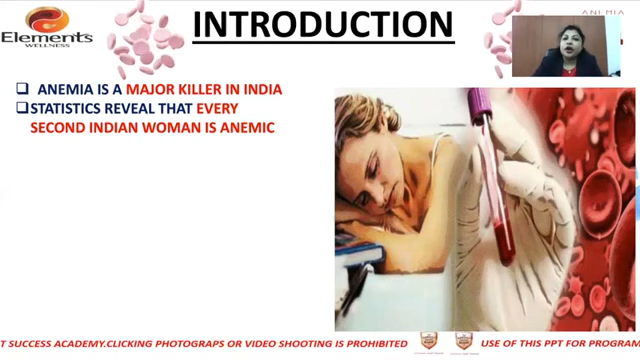 Elements
WELLNESS
INTRODUCTION
ANEMIA
ANEMIA IS A MAJOR KILLER IN INDIA
STATISTICS REVEAL THAT EVERY
SECOND INDIAN WOMAN IS ANEMIC
T SUCCESS ACADEMY.CLICKING PHOTOGRAPS OR VIDEO SHOOTING IS PROHIBITED
USE OF THIS PPT FOR PROGRAM